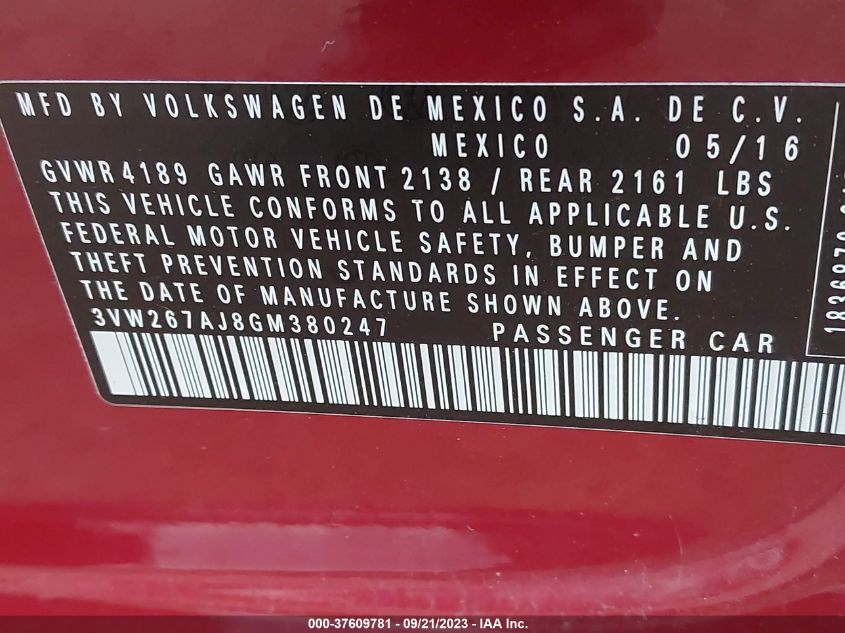 MFD BY VOLKSWAGEN DE MEXICO S.A. DE C.V.
MEXICO 05/16
GVWR 4189 GAWR FRONT 2138 / REAR 2161 LBS
THIS VEHICLE CONFORMS TO ALL APPLICABLE U.S.
FEDERAL MOTOR VEHICLE SAFETY, BUMPER AND
THEFT PREVENTION STANDARDS IN EFFECT ON
THE DATE OF MANUFACTURE SHOWN ABOVE.
3VW267AJ8GM380247 PASSENGER CAR
000-37609781 - 09/21/2023 - IAA Inc.